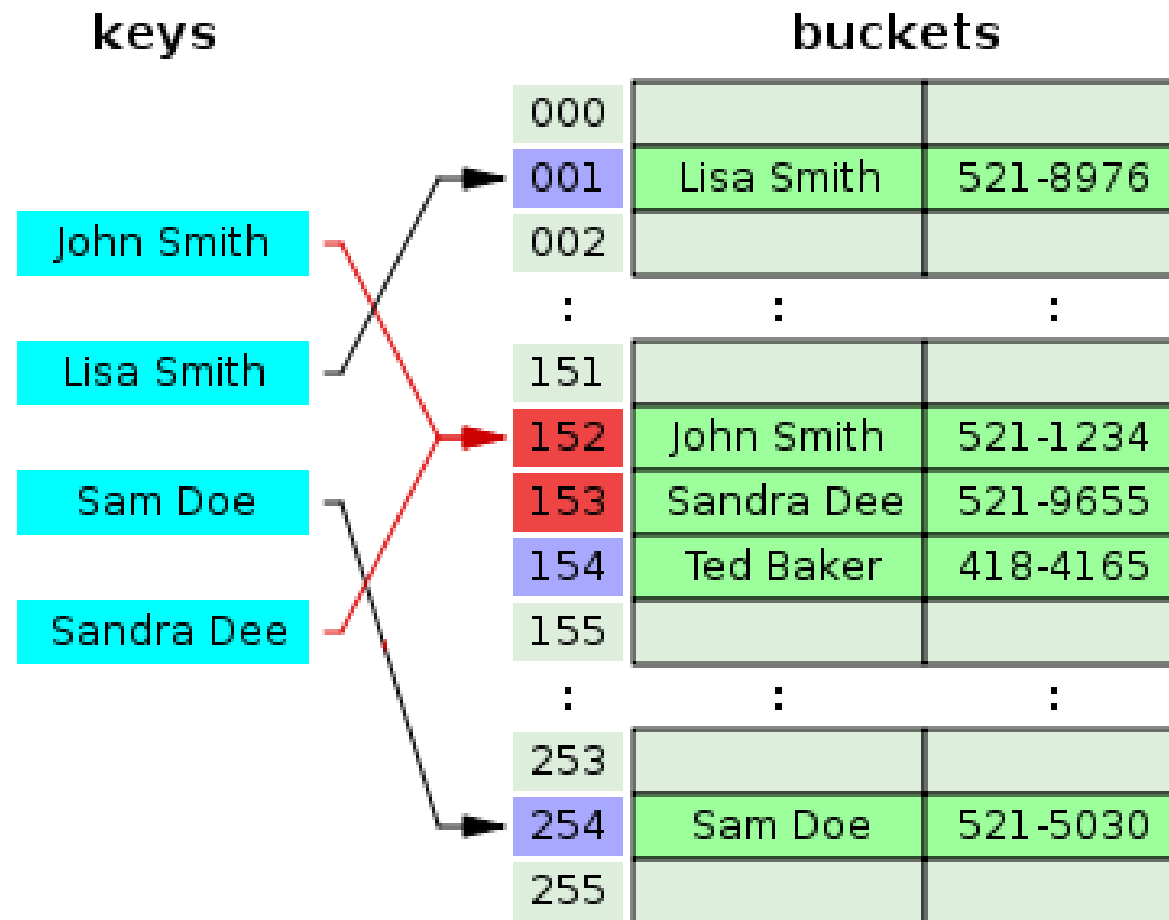 keys
buckets
John Smith
Lisa Smith
Sam Doe
Sandra Dee
000
001 Lisa Smith 521-8976
002
: : :
151
152 John Smith 521-1234
153 Sandra Dee 521-9655
154 Ted Baker 418-4165
155
: : :
253
254 Sam Doe 521-5030
255